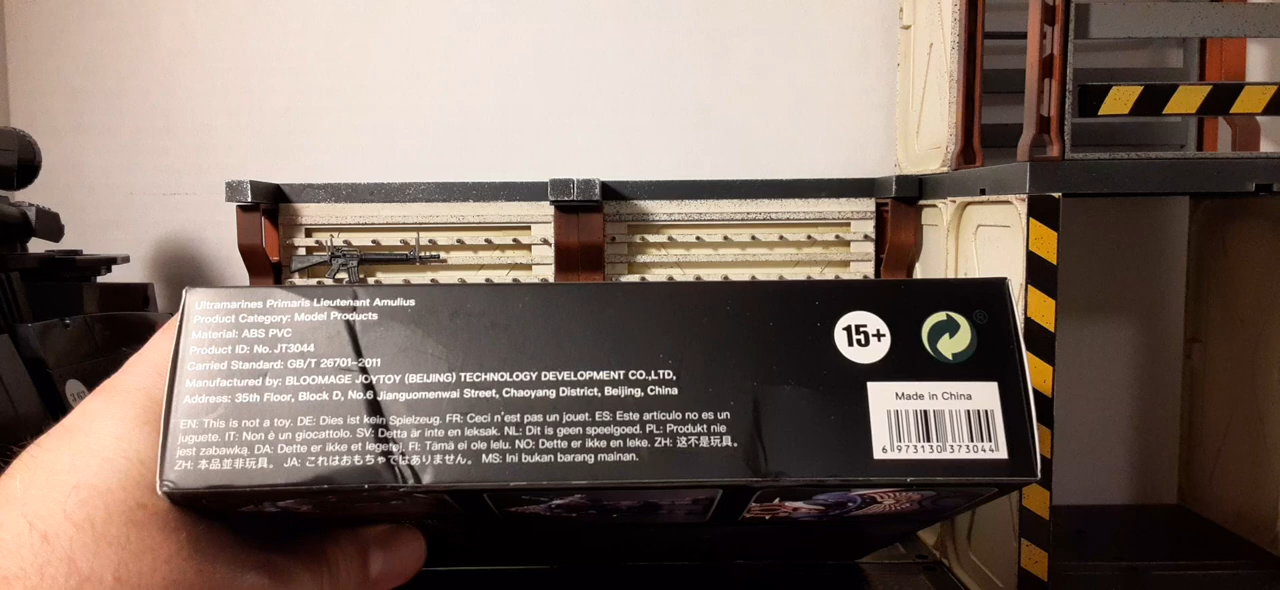 Ultramarines Primaris Lieutenant Amulius
Product Category: Model Products
Material: ABS PVC
Product ID: No. JT3044
Carried Standard: GB/T 26701-2011
Manufactured by: BLOOMAGE JOYTOY (BEIJING) TECHNOLOGY DEVELOPMENT CO.,LTD,
Address: 35th Floor, Block D, No.6 Jianguomenwai Street, Chaoyang District, Beijing, China
EN: This is not a toy. DE: Dies ist kein Spielzeug. FR: Ceci n'est pas un jouet. ES: Este artículo no es un
juguete. IT: Non è un giocattolo. SV: Detta är inte en leksak. NL: Dit is geen speelgoed. PL: Produkt nie
jest zabawką. DA: Dette er ikke et legetøj. FI: Tämä ei ole lelu. NO: Dette er ikke en leke. ZH: 这不是玩具。
ZH: 本品並非玩具。 JA: これはおもちゃではありません。 MS: Ini bukan barang mainan.
15+
®
Made in China
6 973130 373044